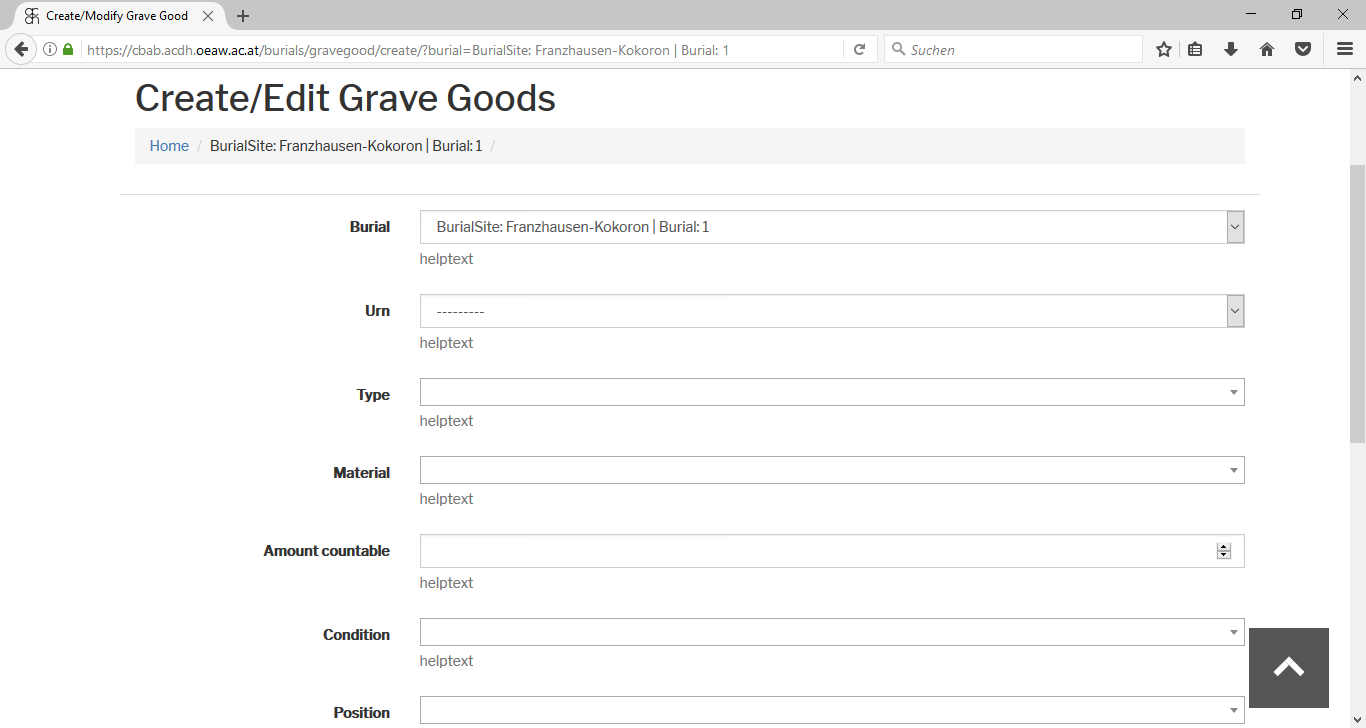 Create/Modify Grave Good
https://cbab.acdh.oeaw.ac.at/burials/gravegood/create/?burial=BurialSite: Franzhausen-Kokoron | Burial: 1
Suchen
Create/Edit Grave Goods
Home / BurialSite: Franzhausen-Kokoron | Burial: 1 /
Burial
BurialSite: Franzhausen-Kokoron | Burial: 1
helptext
Urn
---------
helptext
Type
helptext
Material
helptext
Amount countable
helptext
Condition
helptext
Position